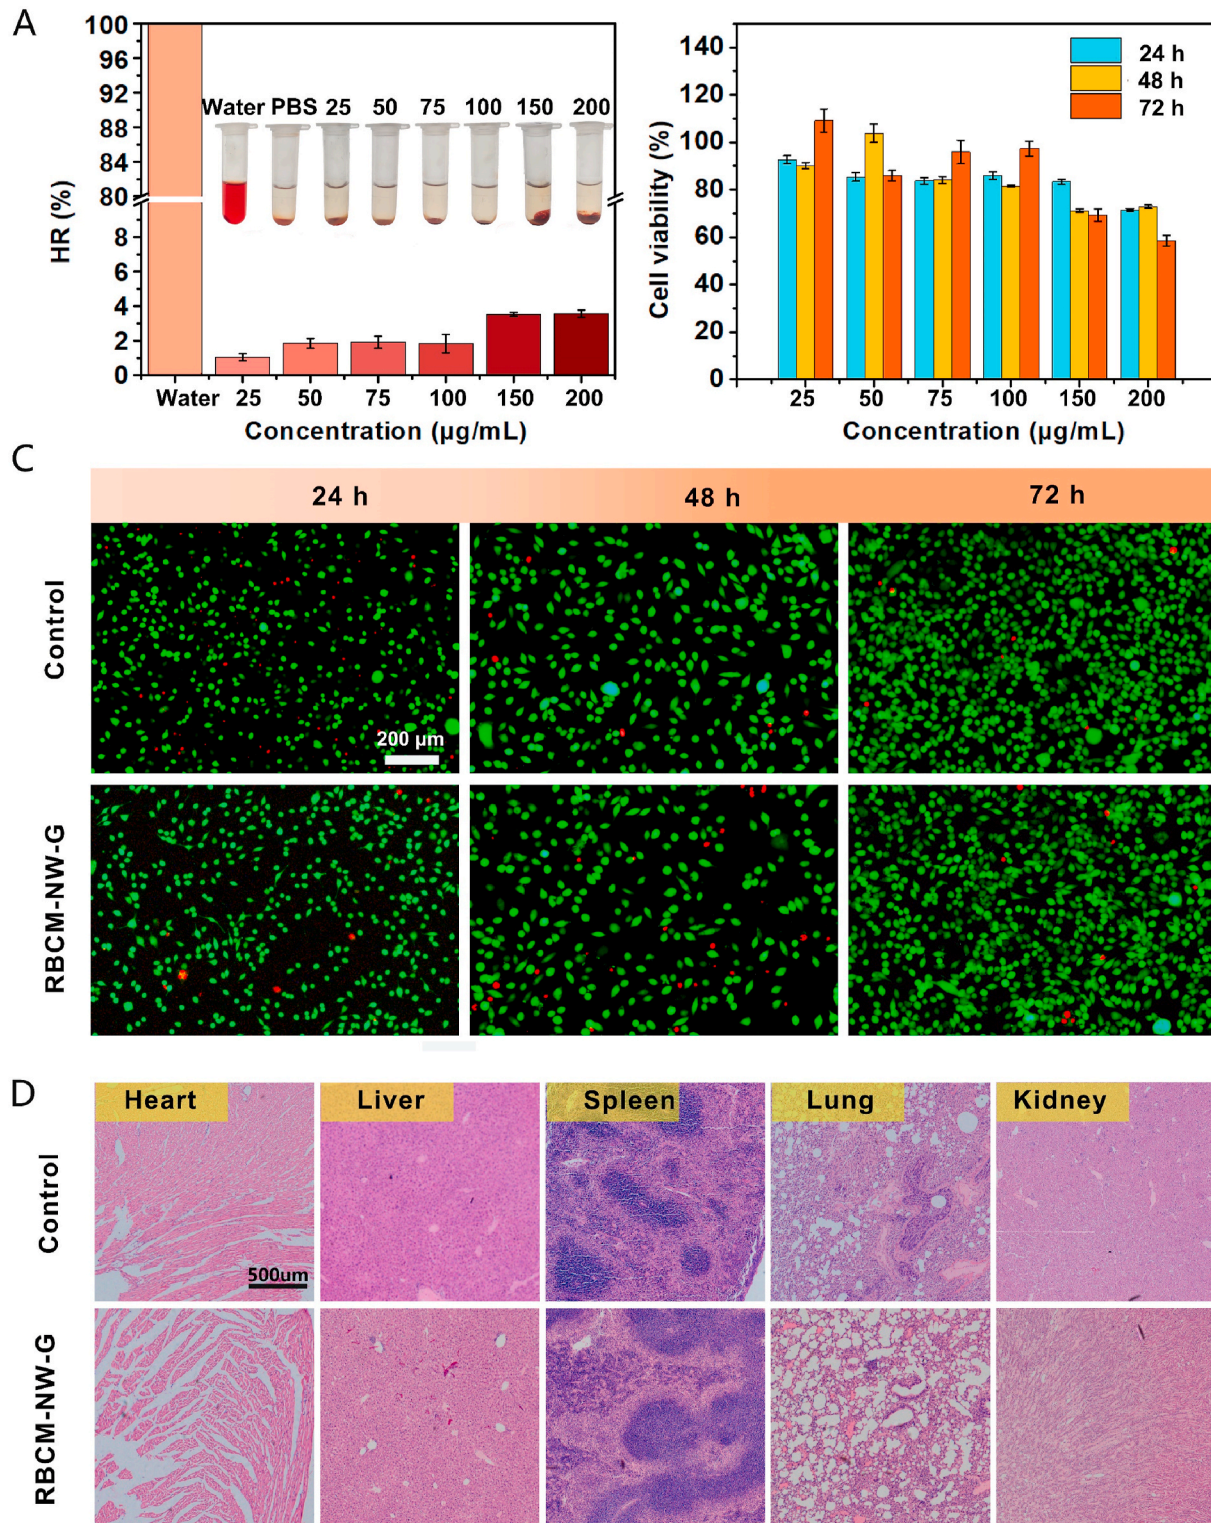 A
HR (%)
100
96
92
88
84
80
8
6
4
2
0
Water PBS 25 50 75 100 150 200
Water 25 50 75 100 150 200
Concentration (µg/mL)
Cell viability (%)
140
120
100
80
60
40
20
0
24 h
48 h
72 h
25 50 75 100 150 200
Concentration (µg/mL)
C
24 h 48 h 72 h
Control
200 µm
RBCM-NW-G
D
Heart Liver Spleen Lung Kidney
Control
500um
RBCM-NW-G